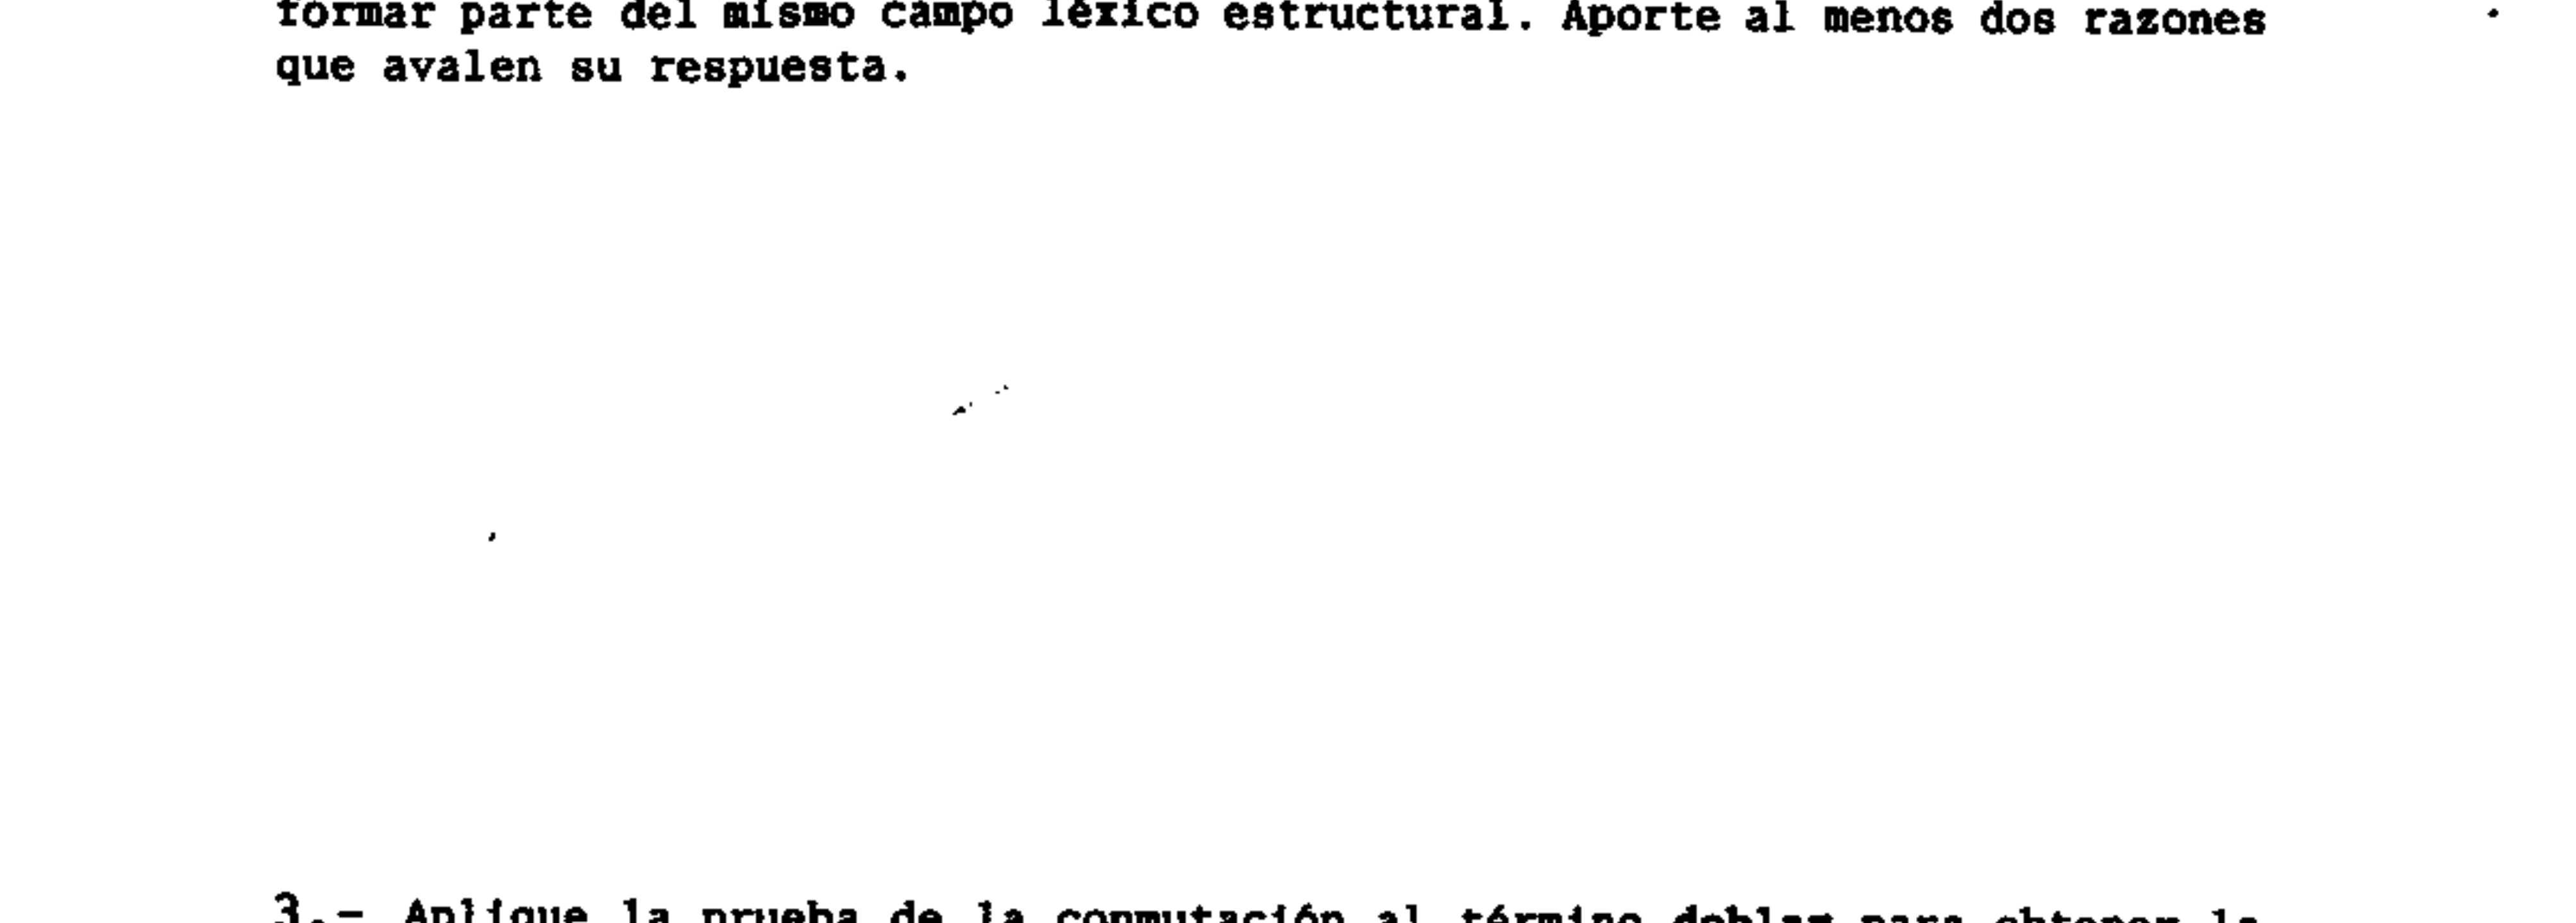 formar parte del mismo campo léxico estructural. Aporte al menos dos razones
que avalen su respuesta.
3.- Aplique la prueba de la conmutación al término doblar para obtener la